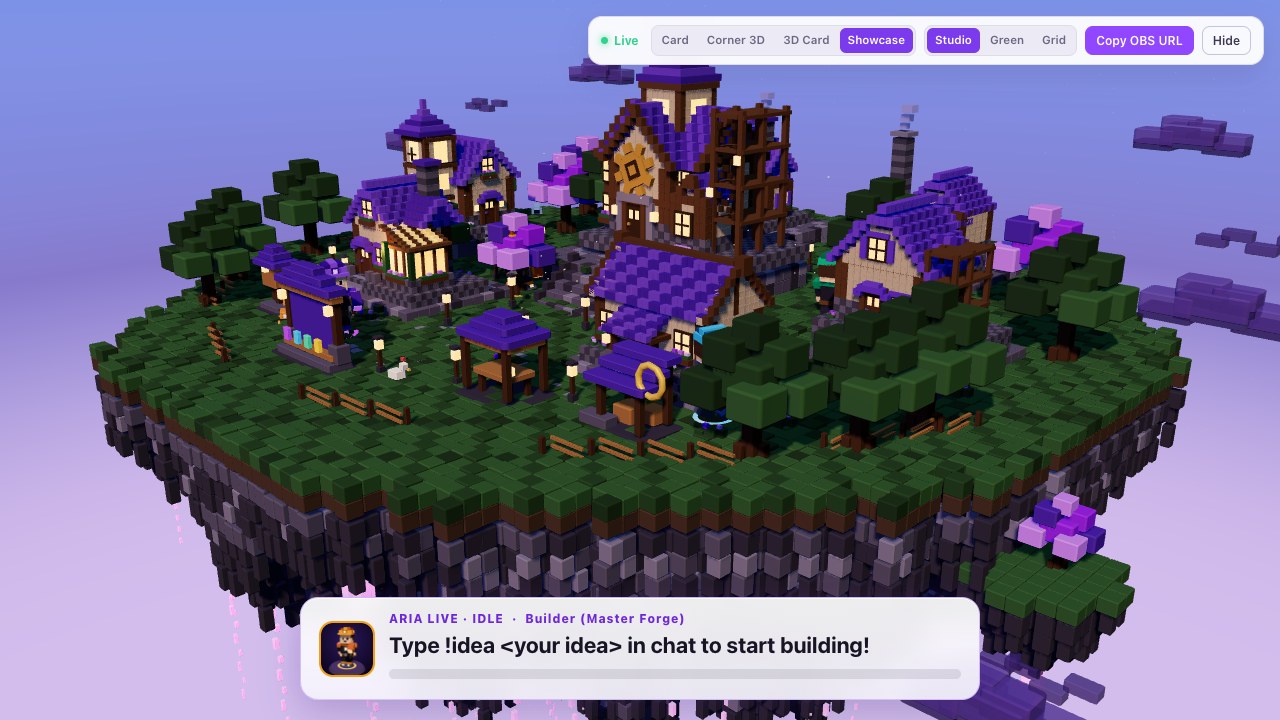 Live
Card
Corner 3D
3D Card
Showcase
Studio
Green
Grid
Copy OBS URL
Hide
ARIA LIVE · IDLE · Builder (Master Forge)
Type !idea <your idea> in chat to start building!